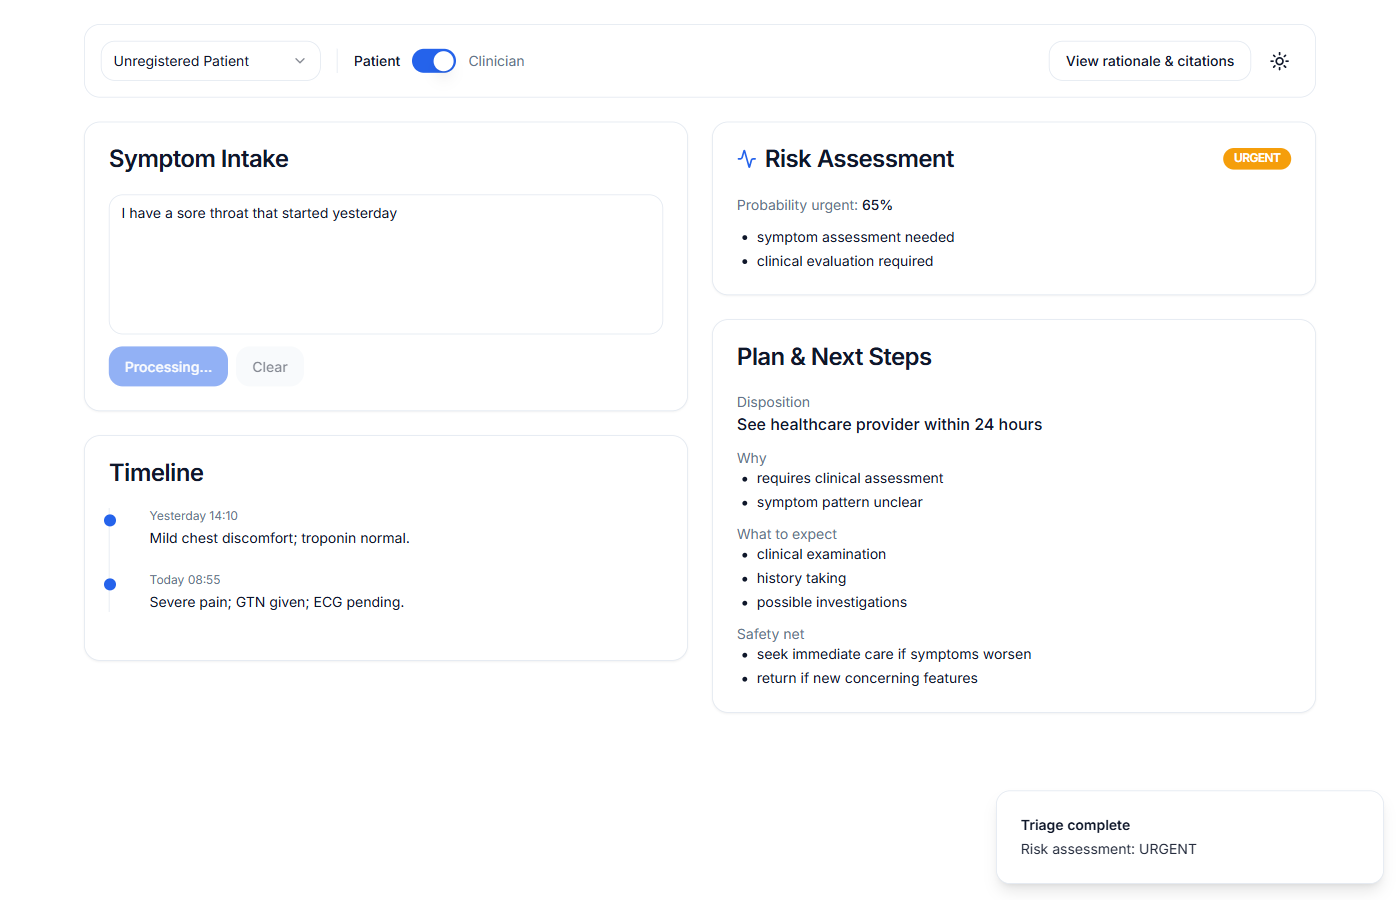 Unregistered Patient
Patient
Clinician
View rationale & citations
Symptom Intake
I have a sore throat that started yesterday
Processing...
Clear
Timeline
Yesterday 14:10
Mild chest discomfort; troponin normal.
Today 08:55
Severe pain; GTN given; ECG pending.
Risk Assessment
URGENT
Probability urgent: 65%
symptom assessment needed
clinical evaluation required
Plan & Next Steps
Disposition
See healthcare provider within 24 hours
Why
requires clinical assessment
symptom pattern unclear
What to expect
clinical examination
history taking
possible investigations
Safety net
seek immediate care if symptoms worsen
return if new concerning features
Triage complete
Risk assessment: URGENT